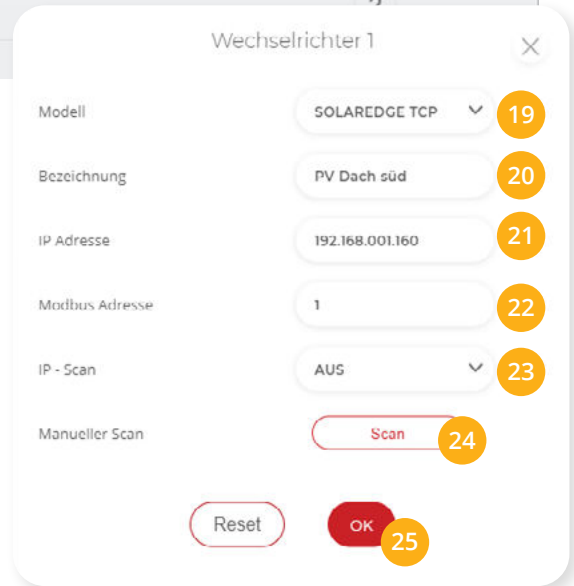 Wechselrichter 1
Modell SOLAREDGE TCP 19
Bezeichnung PV Dach süd 20
IP Adresse 192.168.001.160 21
Modbus Adresse 1 22
IP - Scan AUS 23
Manueller Scan Scan 24
Reset OK 25